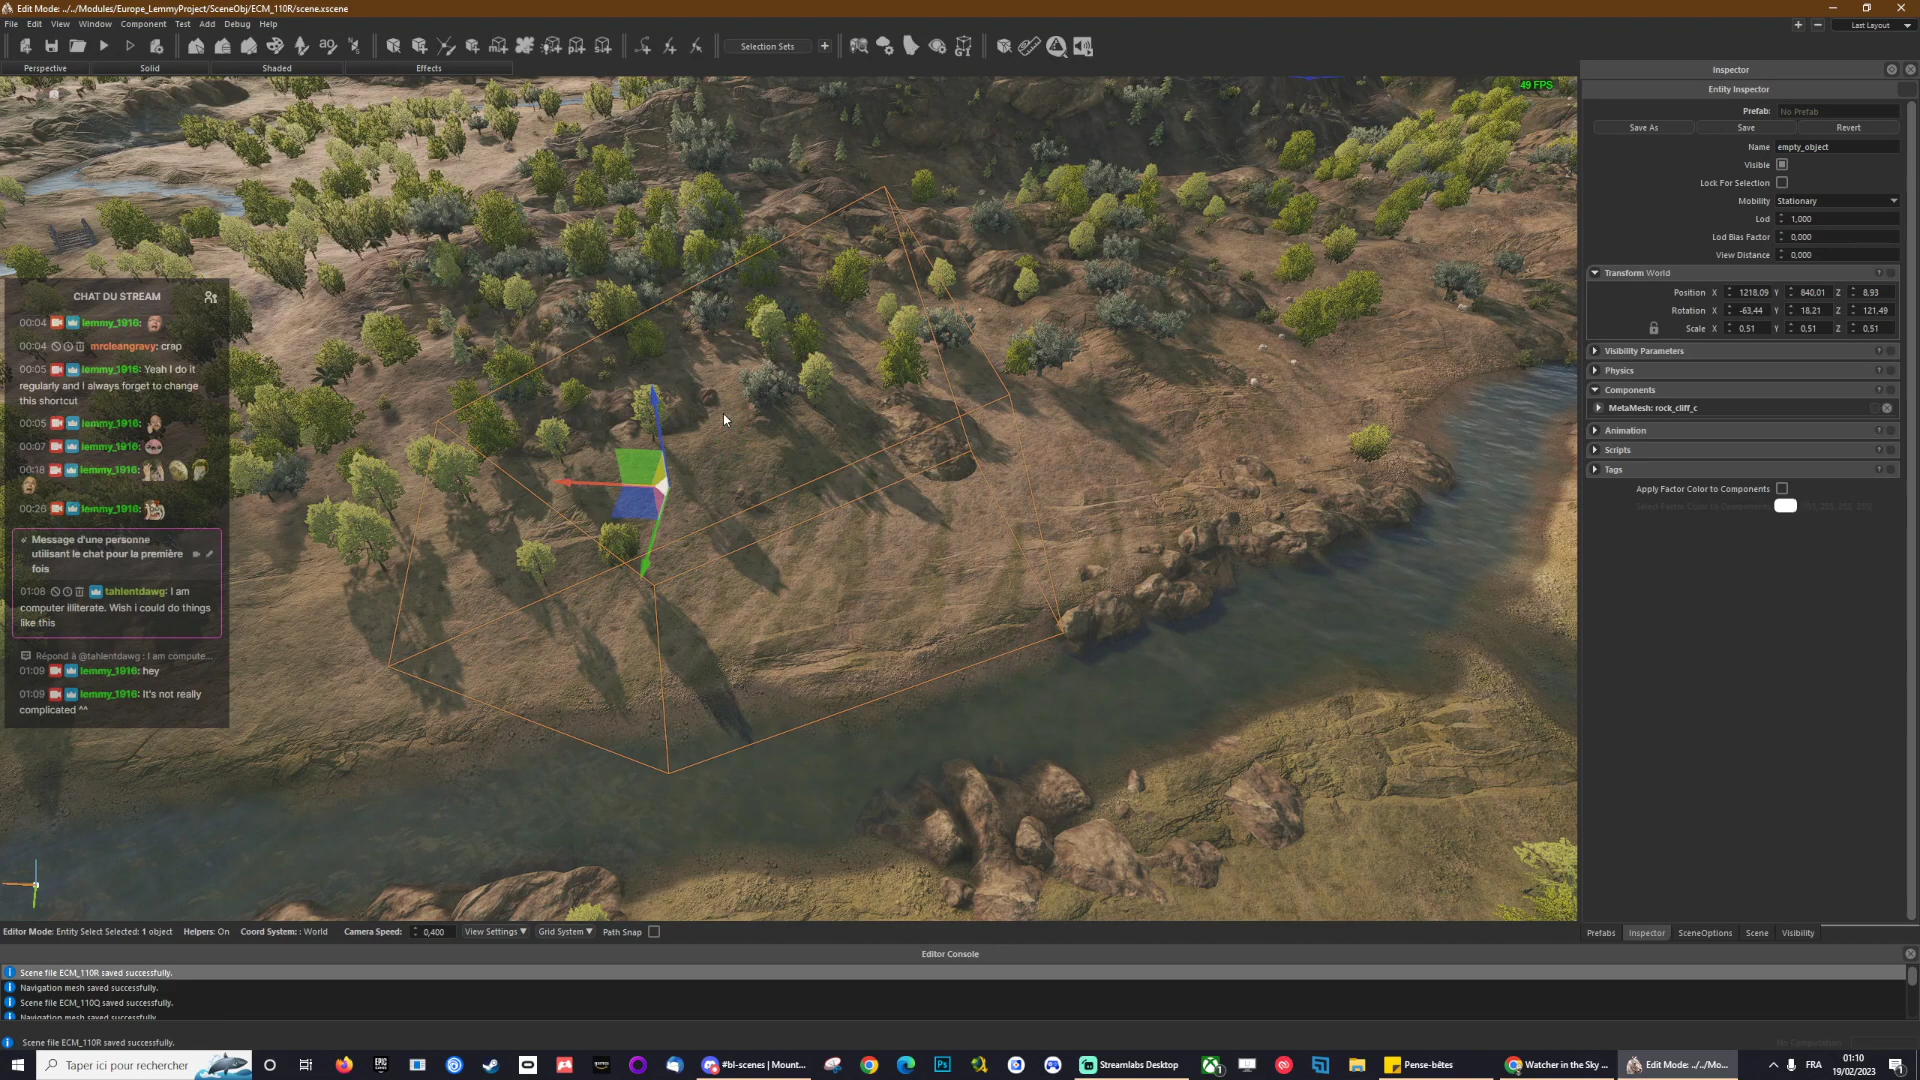 Edit Mode: ../../Modules/Europe_LemmyProject/SceneObj/ECM_110R/scene.xscene
File Edit View Window Component Test Add Debug Help
Last Layout
Selection Sets
Perspective Solid Shaded Effects
49 FPS
CHAT DU STREAM
00:04 lemmy_1916:
00:04 mrcleangravy: crap
00:05 lemmy_1916: Yeah I do it
regularly and I always forget to change
this shortcut
00:05 lemmy_1916:
00:07 lemmy_1916:
00:18 lemmy_1916:
00:26 lemmy_1916:
Message d'une personne
utilisant le chat pour la première
fois
01:08 tahlentdawg: I am
computer illiterate. Wish i could do things
like this
Répond à @tahlentdawg : I am compute...
01:09 lemmy_1916: hey
01:09 lemmy_1916: It's not really
complicated ^^
Inspector
Entity Inspector
Prefab: No Prefab
Save As Save Revert
Name empty_object
Visible
Lock For Selection
Mobility Stationary
Lod 1,000
Lod Bias Factor 0,000
View Distance 0,000
Transform World
Position X 1218,09 Y 840,01 Z 8,93
Rotation X -63,44 Y 18,21 Z 121,49
Scale X 0,51 Y 0,51 Z 0,51
Visibility Parameters
Physics
Components
MetaMesh: rock_cliff_c
Animation
Scripts
Tags
Apply Factor Color to Components
Prefabs Inspector SceneOptions Scene Visibility
Editor Mode: Entity Select Selected: 1 object Helpers: On Coord System: : World Camera Speed: 0,400 View Settings Grid System Path Snap
Editor Console
Scene file ECM_110R saved successfully.
Navigation mesh saved successfully.
Scene file ECM_110Q saved successfully.
Navigation mesh saved successfully.
Scene file ECM_110R saved successfully.
No Computation
Taper ici pour rechercher
#bl-scenes | Mount...
Streamlabs Desktop
Pense-bêtes
Watcher in the Sky ...
Edit Mode: ../../Mo...
FRA
01:10
19/02/2023